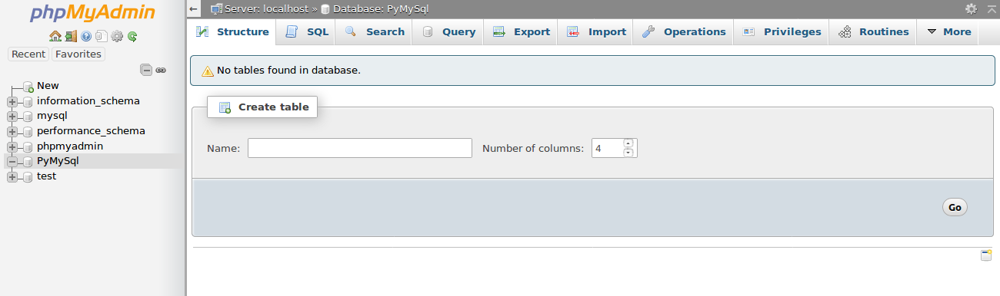 phpMyAdmin
Recent Favorites
New
information_schema
mysql
performance_schema
phpmyadmin
PyMySql
test
Server: localhost » Database: PyMySql
Structure SQL Search Query Export Import Operations Privileges Routines More
No tables found in database.
Create table
Name: Number of columns: 4
Go